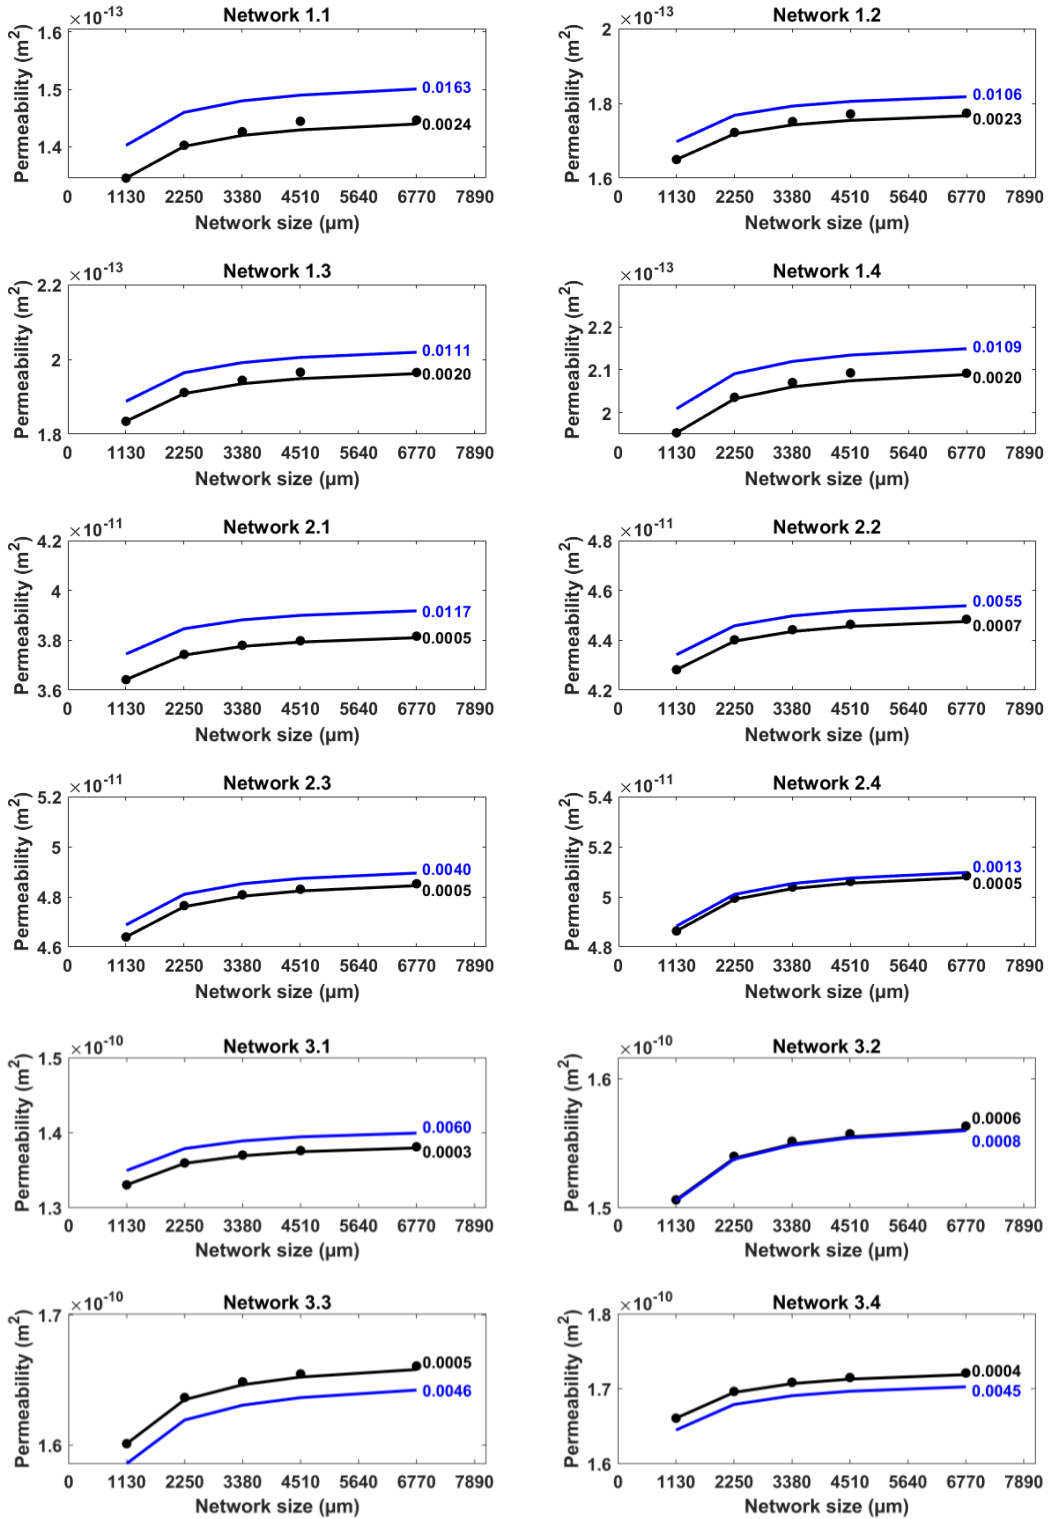 ×10⁻¹³
Network 1.1
Permeability (m²)
1.6
1.5
1.4
0.0163
0.0024
0 1130 2250 3380 4510 5640 6770 7890
Network size (µm)
×10⁻¹³
Network 1.2
Permeability (m²)
2
1.8
1.6
0.0106
0.0023
0 1130 2250 3380 4510 5640 6770 7890
Network size (µm)
×10⁻¹³
Network 1.3
Permeability (m²)
2.2
2
1.8
0.0111
0.0020
0 1130 2250 3380 4510 5640 6770 7890
Network size (µm)
×10⁻¹³
Network 1.4
Permeability (m²)
2.2
2.1
2
0.0109
0.0020
0 1130 2250 3380 4510 5640 6770 7890
Network size (µm)
×10⁻¹¹
Network 2.1
Permeability (m²)
4.2
4
3.8
3.6
0.0117
0.0005
0 1130 2250 3380 4510 5640 6770 7890
Network size (µm)
×10⁻¹¹
Network 2.2
Permeability (m²)
4.8
4.6
4.4
4.2
0.0055
0.0007
0 1130 2250 3380 4510 5640 6770 7890
Network size (µm)
×10⁻¹¹
Network 2.3
Permeability (m²)
5.2
5
4.8
4.6
0.0040
0.0005
0 1130 2250 3380 4510 5640 6770 7890
Network size (µm)
×10⁻¹¹
Network 2.4
Permeability (m²)
5.4
5.2
5
4.8
0.0013
0.0005
0 1130 2250 3380 4510 5640 6770 7890
Network size (µm)
×10⁻¹⁰
Network 3.1
Permeability (m²)
1.5
1.4
1.3
0.0060
0.0003
0 1130 2250 3380 4510 5640 6770 7890
Network size (µm)
×10⁻¹⁰
Network 3.2
Permeability (m²)
1.6
1.5
0.0006
0.0008
0 1130 2250 3380 4510 5640 6770 7890
Network size (µm)
×10⁻¹⁰
Network 3.3
Permeability (m²)
1.7
1.6
0.0005
0.0046
0 1130 2250 3380 4510 5640 6770 7890
Network size (µm)
×10⁻¹⁰
Network 3.4
Permeability (m²)
1.8
1.7
1.6
0.0004
0.0045
0 1130 2250 3380 4510 5640 6770 7890
Network size (µm)